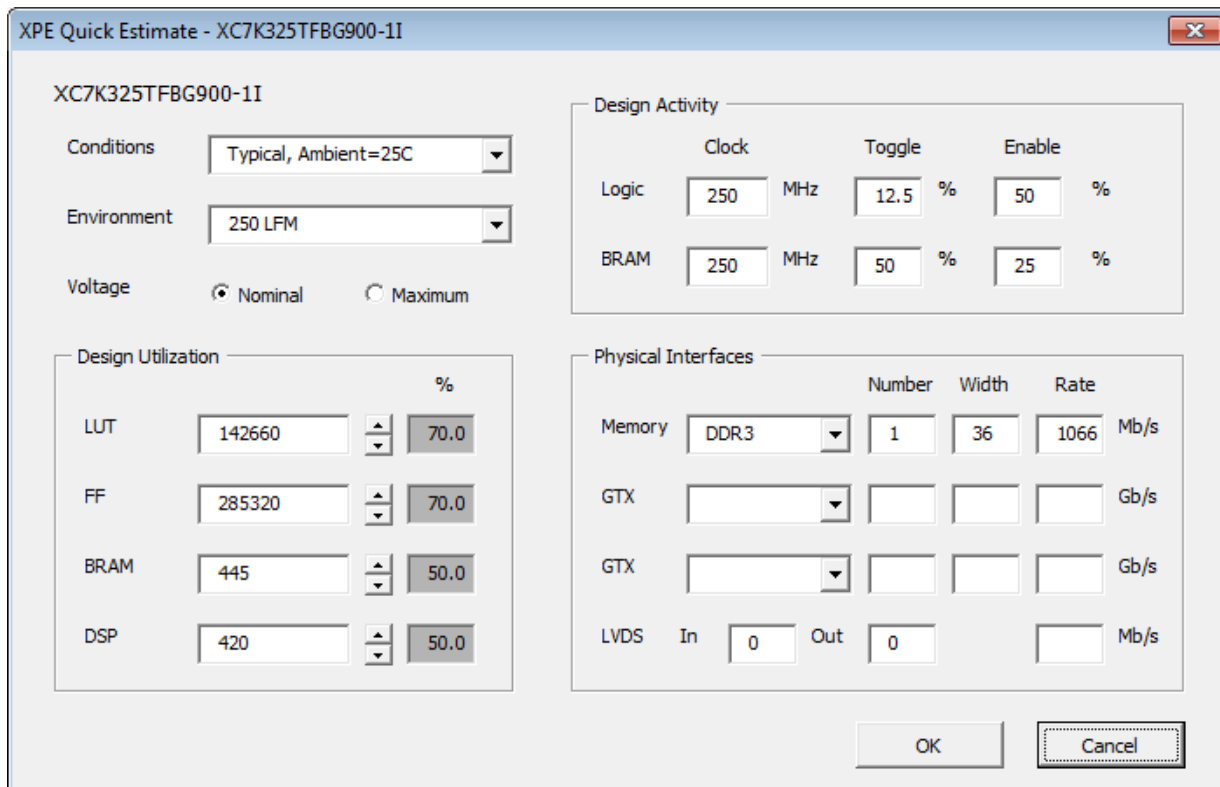 XPE Quick Estimate - XC7K325TFBG900-1I
XC7K325TFBG900-1I
Conditions Typical, Ambient=25C
Environment 250 LFM
Voltage Nominal Maximum
Design Activity
Clock Toggle Enable
Logic 250 MHz 12.5 % 50 %
BRAM 250 MHz 50 % 25 %
Design Utilization
%
LUT 142660 70.0
FF 285320 70.0
BRAM 445 50.0
DSP 420 50.0
Physical Interfaces
Number Width Rate
Memory DDR3 1 36 1066 Mb/s
GTX Gb/s
GTX Gb/s
LVDS In 0 Out 0 Mb/s
OK Cancel